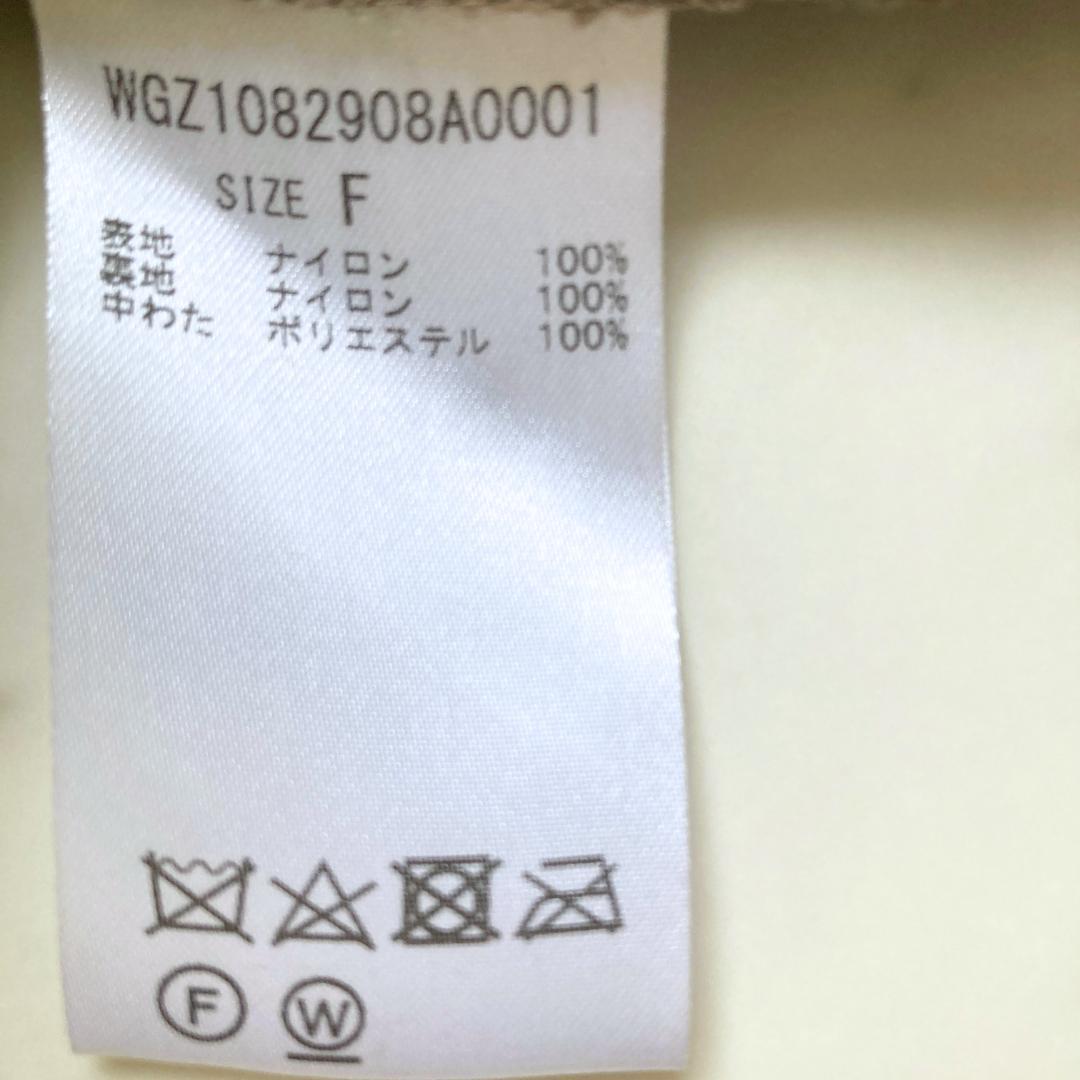 WGZ1082908A0001
SIZE F
表地 ナイロン 100%
裏地 ナイロン 100%
中わた ポリエステル 100%
F W